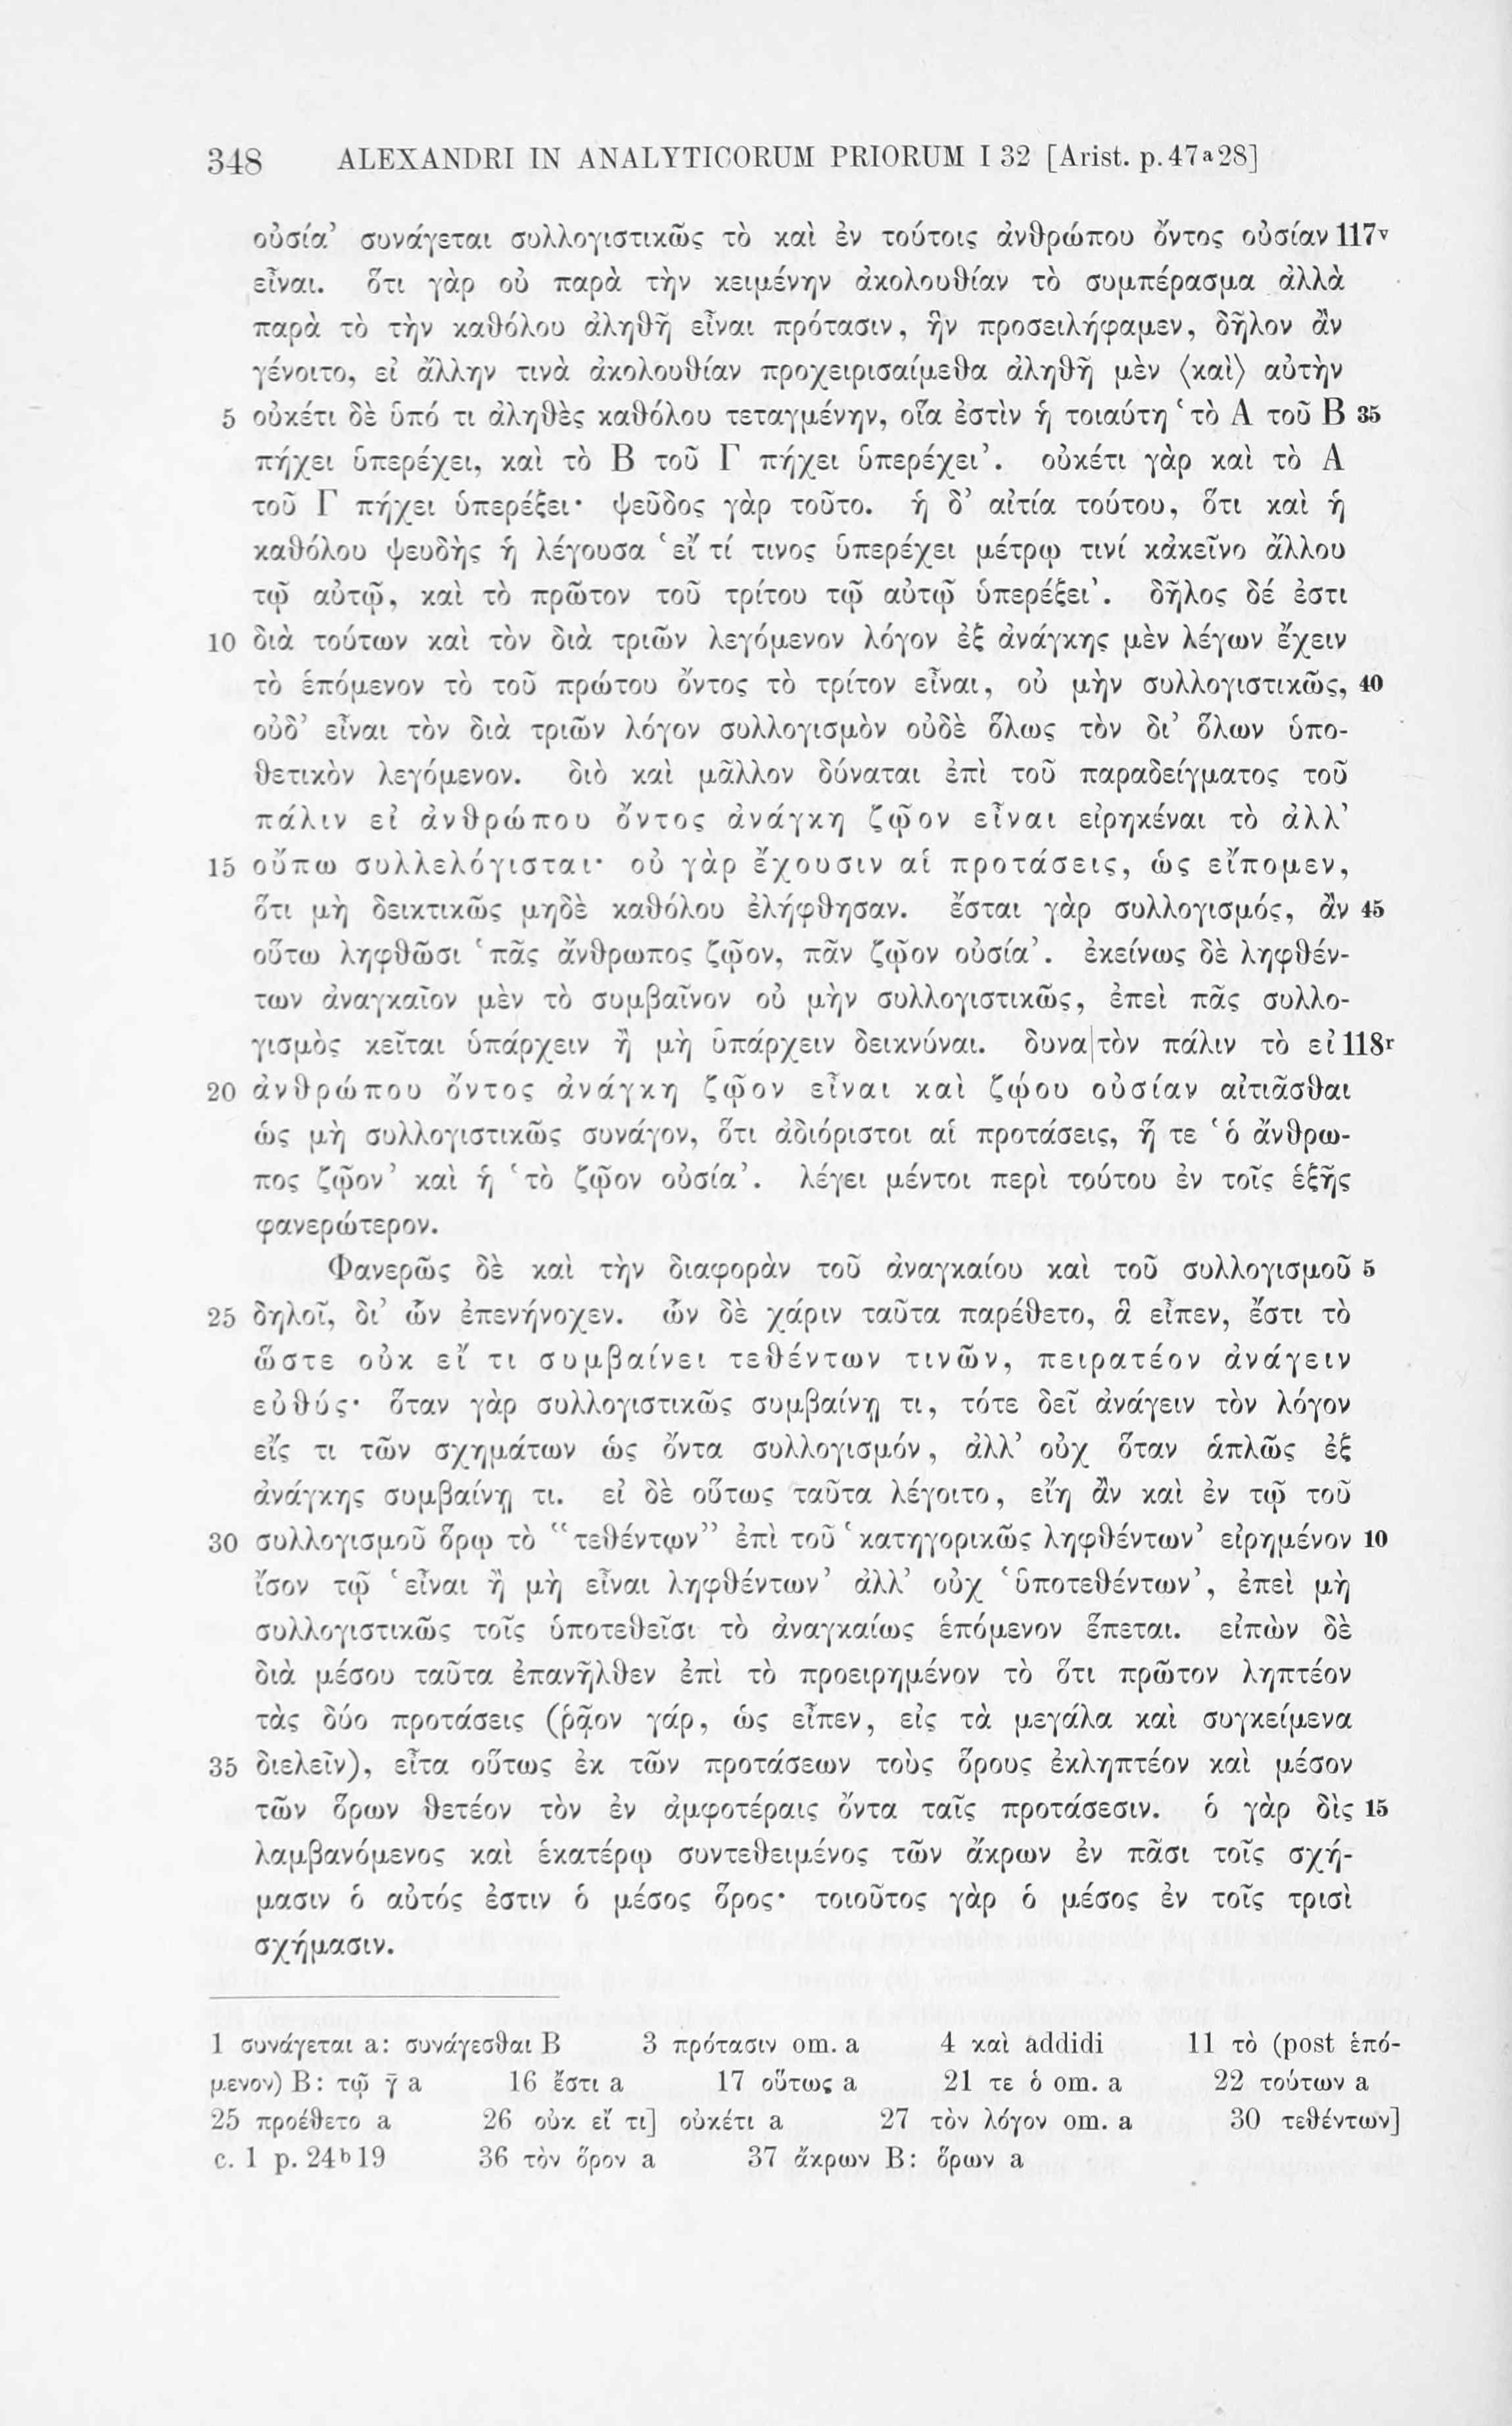 348 ALEXANDRI IN ANALYTICORUM PRIORUM I 32 [Arist. p. 47a28]
οὐσία’ συνάγεται συλλογιστικῶς τὸ καὶ ἐν τούτοις ἀνθρώπου ὄντος οὐσίαν 117v
εἶναι. ὅτι γὰρ οὐ παρὰ τὴν κειμένην ἀκολουθίαν τὸ συμπέρασμα ἀλλὰ
παρὰ τὸ τὴν καθόλου ἀληθῆ εἶναι πρότασιν, ἣν προσειλήφαμεν, δῆλον ἂν
γένοιτο, εἰ ἄλλην τινὰ ἀκολουθίαν προχειρισαίμεθα ἀληθῆ μὲν ⟨καὶ⟩ αὐτὴν
5 οὐκέτι δὲ ὑπό τι ἀληθὲς καθόλου τεταγμένην, οἵα ἐστὶν ἡ τοιαύτη ‘τὸ Α τοῦ Β 35
πήχει ὑπερέχει, καὶ τὸ Β τοῦ Γ πήχει ὑπερέχει’. οὐκέτι γὰρ καὶ τὸ Α
τοῦ Γ πήχει ὑπερέξει· ψεῦδος γὰρ τοῦτο. ἡ δ’ αἰτία τούτου, ὅτι καὶ ἡ
καθόλου ψευδὴς ἡ λέγουσα ‘εἴ τί τινος ὑπερέχει μέτρῳ τινί κἀκεῖνο ἄλλου
τῷ αὐτῷ, καὶ τὸ πρῶτον τοῦ τρίτου τῷ αὐτῷ ὑπερέξει’. δῆλος δέ ἐστι
10 διὰ τούτων καὶ τὸν διὰ τριῶν λεγόμενον λόγον ἐξ ἀνάγκης μὲν λέγων ἔχειν
τὸ ἑπόμενον τὸ τοῦ πρώτου ὄντος τὸ τρίτον εἶναι, οὐ μὴν συλλογιστικῶς, 40
οὐδ’ εἶναι τὸν διὰ τριῶν λόγον συλλογισμὸν οὐδὲ ὅλως τὸν δι’ ὅλων ὑπο-
θετικὸν λεγόμενον. διὸ καὶ μᾶλλον δύναται ἐπὶ τοῦ παραδείγματος τοῦ
πάλιν εἰ ἀνθρώπου ὄντος ἀνάγκη ζῷον εἶναι εἰρηκέναι τὸ ἀλλ’
15 οὔπω συλλελόγισται· οὐ γὰρ ἔχουσιν αἱ προτάσεις, ὡς εἴπομεν,
ὅτι μὴ δεικτικῶς μηδὲ καθόλου ἐλήφθησαν. ἔσται γὰρ συλλογισμός, ἂν 45
οὕτω ληφθῶσι ‘πᾶς ἄνθρωπος ζῷον, πᾶν ζῷον οὐσία’. ἐκείνως δὲ ληφθέν-
των ἀναγκαῖον μὲν τὸ συμβαῖνον οὐ μὴν συλλογιστικῶς, ἐπεὶ πᾶς συλλο-
γισμὸς κεῖται ὑπάρχειν ἢ μὴ ὑπάρχειν δεικνύναι. δυνα|τὸν πάλιν τὸ εἰ 118r
20 ἀνθρώπου ὄντος ἀνάγκη ζῷον εἶναι καὶ ζῴου οὐσίαν αἰτιᾶσθαι
ὡς μὴ συλλογιστικῶς συνάγον, ὅτι ἀδιόριστοι αἱ προτάσεις, ἥ τε ‘ὁ ἄνθρω-
πος ζῷον’ καὶ ἡ ‘τὸ ζῷον οὐσία’. λέγει μέντοι περὶ τούτου ἐν τοῖς ἑξῆς
φανερώτερον.
Φανερῶς δὲ καὶ τὴν διαφορὰν τοῦ ἀναγκαίου καὶ τοῦ συλλογισμοῦ 5
25 δηλοῖ, δι’ ὧν ἐπενήνοχεν. ὧν δὲ χάριν ταῦτα παρέθετο, ἃ εἶπεν, ἔστι τὸ
ὥστε οὐκ εἴ τι συμβαίνει τεθέντων τινῶν, πειρατέον ἀνάγειν
εὐθύς· ὅταν γὰρ συλλογιστικῶς συμβαίνῃ τι, τότε δεῖ ἀνάγειν τὸν λόγον
εἴς τι τῶν σχημάτων ὡς ὄντα συλλογισμόν, ἀλλ’ οὐχ ὅταν ἁπλῶς ἐξ
ἀνάγκης συμβαίνῃ τι. εἰ δὲ οὕτως ταῦτα λέγοιτο, εἴη ἂν καὶ ἐν τῷ τοῦ
30 συλλογισμοῦ ὅρῳ τὸ “τεθέντων” ἐπὶ τοῦ ‘κατηγορικῶς ληφθέντων’ εἰρημένον 10
ἴσον τῷ ‘εἶναι ἢ μὴ εἶναι ληφθέντων’ ἀλλ’ οὐχ ‘ὑποτεθέντων’, ἐπεὶ μὴ
συλλογιστικῶς τοῖς ὑποτεθεῖσι τὸ ἀναγκαίως ἑπόμενον ἕπεται. εἰπὼν δὲ
διὰ μέσου ταῦτα ἐπανῆλθεν ἐπὶ τὸ προειρημένον τὸ ὅτι πρῶτον ληπτέον
τὰς δύο προτάσεις (ῥᾷον γάρ, ὡς εἶπεν, εἰς τὰ μεγάλα καὶ συγκείμενα
35 διελεῖν), εἶτα οὕτως ἐκ τῶν προτάσεων τοὺς ὅρους ἐκληπτέον καὶ μέσον
τῶν ὅρων θετέον τὸν ἐν ἀμφοτέραις ὄντα ταῖς προτάσεσιν. ὁ γὰρ δὶς 15
λαμβανόμενος καὶ ἑκατέρῳ συντεθειμένος τῶν ἄκρων ἐν πᾶσι τοῖς σχή-
μασιν ὁ αὐτός ἐστιν ὁ μέσος ὅρος· τοιοῦτος γὰρ ὁ μέσος ἐν τοῖς τρισὶ
σχήμασιν.
1 συνάγεται a: συνάγεσθαι B 3 πρότασιν om. a 4 καὶ addidi 11 τὸ (post ἑπό-
μενον) B: τῷ γ̄ a 16 ἔστι a 17 οὕτως a 21 τε ὁ om. a 22 τούτων a
25 προέθετο a 26 οὐκ εἴ τι] οὐκέτι a 27 τὸν λόγον om. a 30 τεθέντων]
c. 1 p. 24b19 36 τὸν ὅρον a 37 ἄκρων B: ὅρων a